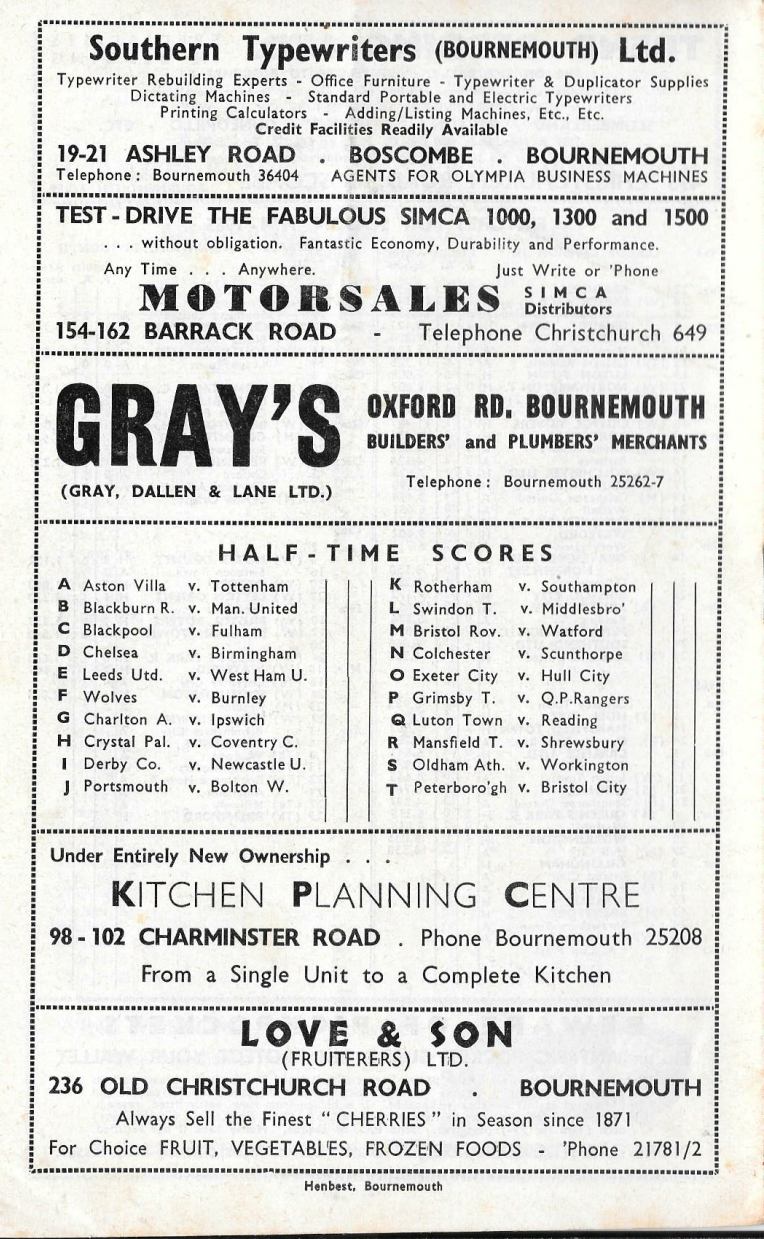 Southern Typewriters (BOURNEMOUTH) Ltd.
Typewriter Rebuilding Experts - Office Furniture - Typewriter & Duplicator Supplies
Dictating Machines - Standard Portable and Electric Typewriters
Printing Calculators - Adding/Listing Machines, Etc., Etc.
Credit Facilities Readily Available
19-21 ASHLEY ROAD . BOSCOMBE . BOURNEMOUTH
Telephone: Bournemouth 36404 AGENTS FOR OLYMPIA BUSINESS MACHINES
TEST-DRIVE THE FABULOUS SIMCA 1000, 1300 and 1500
. . . without obligation. Fantastic Economy, Durability and Performance.
Any Time . . . Anywhere. Just Write or 'Phone
MOTORSALES SIMCA Distributors
154-162 BARRACK ROAD - Telephone Christchurch 649
GRAY'S
(GRAY, DALLEN & LANE LTD.)
OXFORD RD. BOURNEMOUTH
BUILDERS' and PLUMBERS' MERCHANTS
Telephone: Bournemouth 25262-7
HALF-TIME SCORES
A Aston Villa v. Tottenham
B Blackburn R. v. Man. United
C Blackpool v. Fulham
D Chelsea v. Birmingham
E Leeds Utd. v. West Ham U.
F Wolves v. Burnley
G Charlton A. v. Ipswich
H Crystal Pal. v. Coventry C.
I Derby Co. v. Newcastle U.
J Portsmouth v. Bolton W.
K Rotherham v. Southampton
L Swindon T. v. Middlesbro'
M Bristol Rov. v. Watford
N Colchester v. Scunthorpe
O Exeter City v. Hull City
P Grimsby T. v. Q.P.Rangers
Q Luton Town v. Reading
R Mansfield T. v. Shrewsbury
S Oldham Ath. v. Workington
T Peterboro'gh v. Bristol City
Under Entirely New Ownership . . .
KITCHEN PLANNING CENTRE
98-102 CHARMINSTER ROAD . Phone Bournemouth 25208
From a Single Unit to a Complete Kitchen
LOVE & SON
(FRUITERERS) LTD.
236 OLD CHRISTCHURCH ROAD . BOURNEMOUTH
Always Sell the Finest "CHERRIES" in Season since 1871
For Choice FRUIT, VEGETABLES, FROZEN FOODS - 'Phone 21781/2
Henbest, Bournemouth